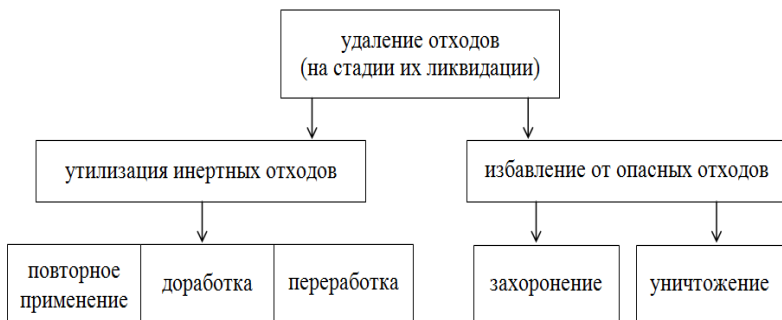 удаление отходов
(на стадии их ликвидации)
утилизация инертных отходов
избавление от опасных отходов
повторное
применение
доработка
переработка
захоронение
уничтожение